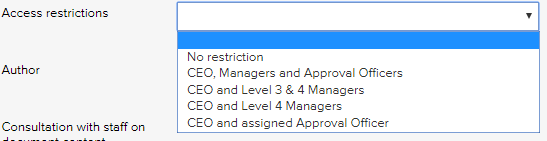 Access restrictions
No restriction
CEO, Managers and Approval Officers
Author
CEO and Level 3 & 4 Managers
CEO and Level 4 Managers
CEO and assigned Approval Officer
Consultation with staff on
document content